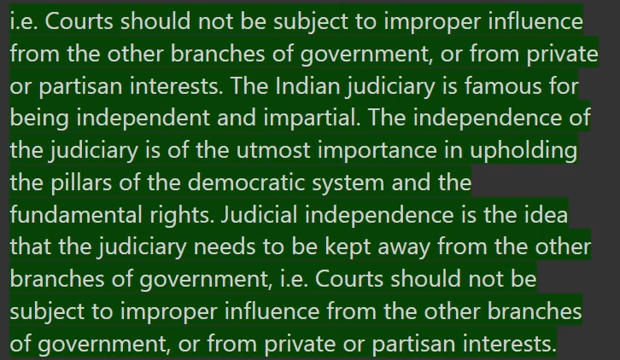 i.e. Courts should not be subject to improper influence
from the other branches of government, or from private
or partisan interests. The Indian judiciary is famous for
being independent and impartial. The independence of
the judiciary is of the utmost importance in upholding
the pillars of the democratic system and the
fundamental rights. Judicial independence is the idea
that the judiciary needs to be kept away from the other
branches of government, i.e. Courts should not be
subject to improper influence from the other branches
of government, or from private or partisan interests.